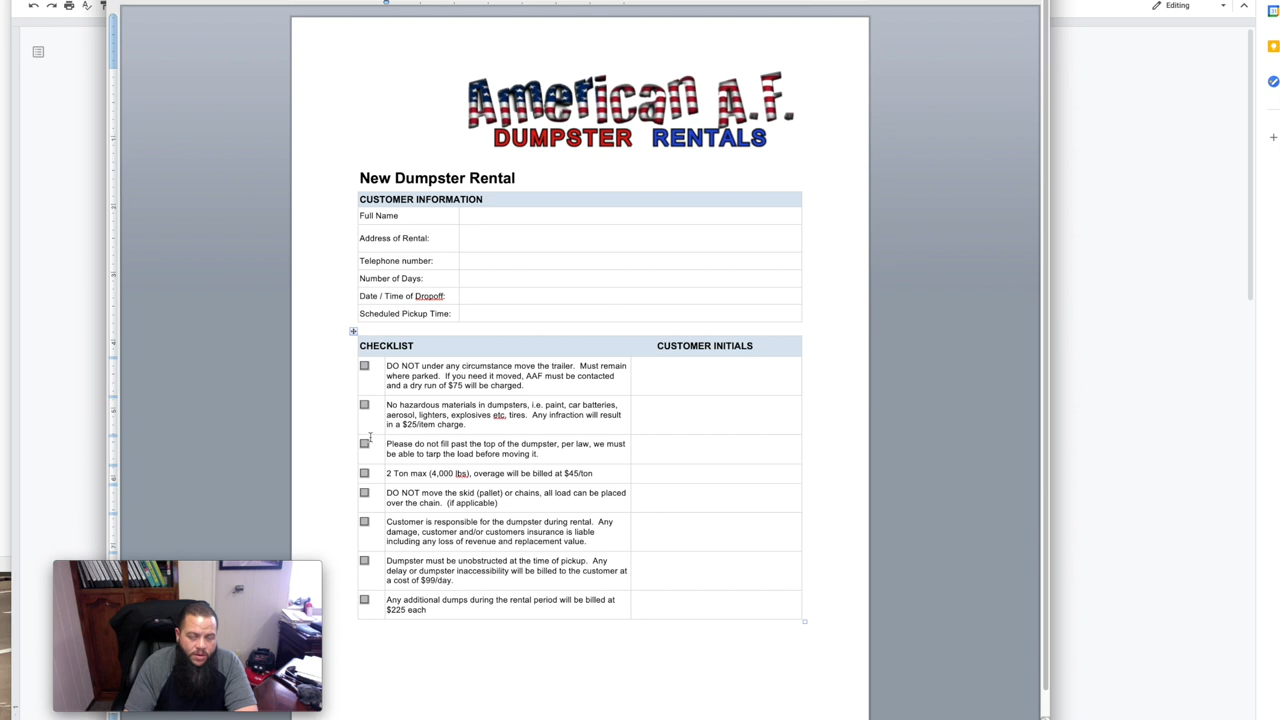 Editing
American A.F.
DUMPSTER RENTALS
New Dumpster Rental
CUSTOMER INFORMATION
Full Name
Address of Rental:
Telephone number:
Number of Days:
Date / Time of Dropoff:
Scheduled Pickup Time:
CHECKLIST CUSTOMER INITIALS
DO NOT under any circumstance move the trailer. Must remain
where parked. If you need it moved, AAF must be contacted
and a dry run of $75 will be charged.
No hazardous materials in dumpsters, i.e. paint, car batteries,
aerosol, lighters, explosives etc, tires. Any infraction will result
in a $25/item charge.
Please do not fill past the top of the dumpster, per law, we must
be able to tarp the load before moving it.
2 Ton max (4,000 lbs), overage will be billed at $45/ton
DO NOT move the skid (pallet) or chains, all load can be placed
over the chain. (if applicable)
Customer is responsible for the dumpster during rental. Any
damage, customer and/or customers insurance is liable
including any loss of revenue and replacement value.
Dumpster must be unobstructed at the time of pickup. Any
delay or dumpster inaccessibility will be billed to the customer at
a cost of $99/day.
Any additional dumps during the rental period will be billed at
$225 each